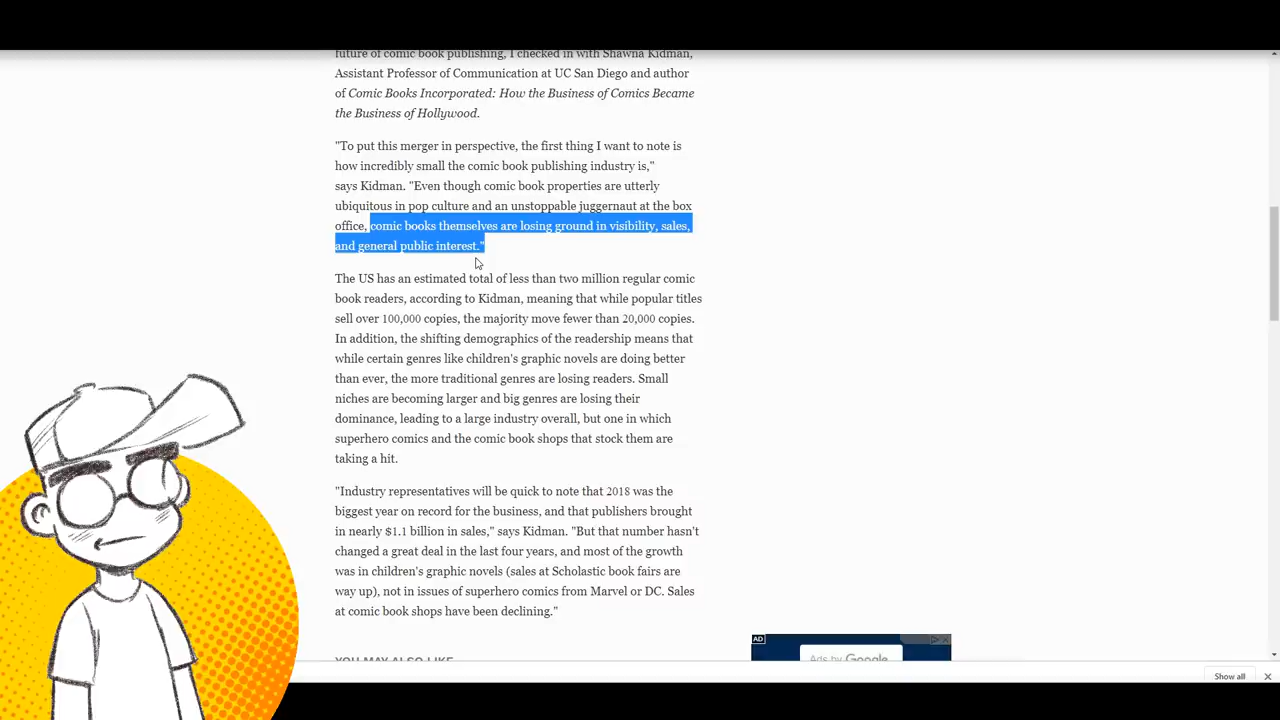 future of comic book publishing, I checked in with Shawna Kidman,
Assistant Professor of Communication at UC San Diego and author
of Comic Books Incorporated: How the Business of Comics Became
the Business of Hollywood.
"To put this merger in perspective, the first thing I want to note is
how incredibly small the comic book publishing industry is,"
says Kidman. "Even though comic book properties are utterly
ubiquitous in pop culture and an unstoppable juggernaut at the box
office, comic books themselves are losing ground in visibility, sales,
and general public interest."
The US has an estimated total of less than two million regular comic
book readers, according to Kidman, meaning that while popular titles
sell over 100,000 copies, the majority move fewer than 20,000 copies.
In addition, the shifting demographics of the readership means that
while certain genres like children's graphic novels are doing better
than ever, the more traditional genres are losing readers. Small
niches are becoming larger and big genres are losing their
dominance, leading to a large industry overall, but one in which
superhero comics and the comic book shops that stock them are
taking a hit.
"Industry representatives will be quick to note that 2018 was the
biggest year on record for the business, and that publishers brought
in nearly $1.1 billion in sales," says Kidman. "But that number hasn't
changed a great deal in the last four years, and most of the growth
was in children's graphic novels (sales at Scholastic book fairs are
way up), not in issues of superhero comics from Marvel or DC. Sales
at comic book shops have been declining."
AD
YOU MAY ALSO LIKE
Ads by Google
Show all